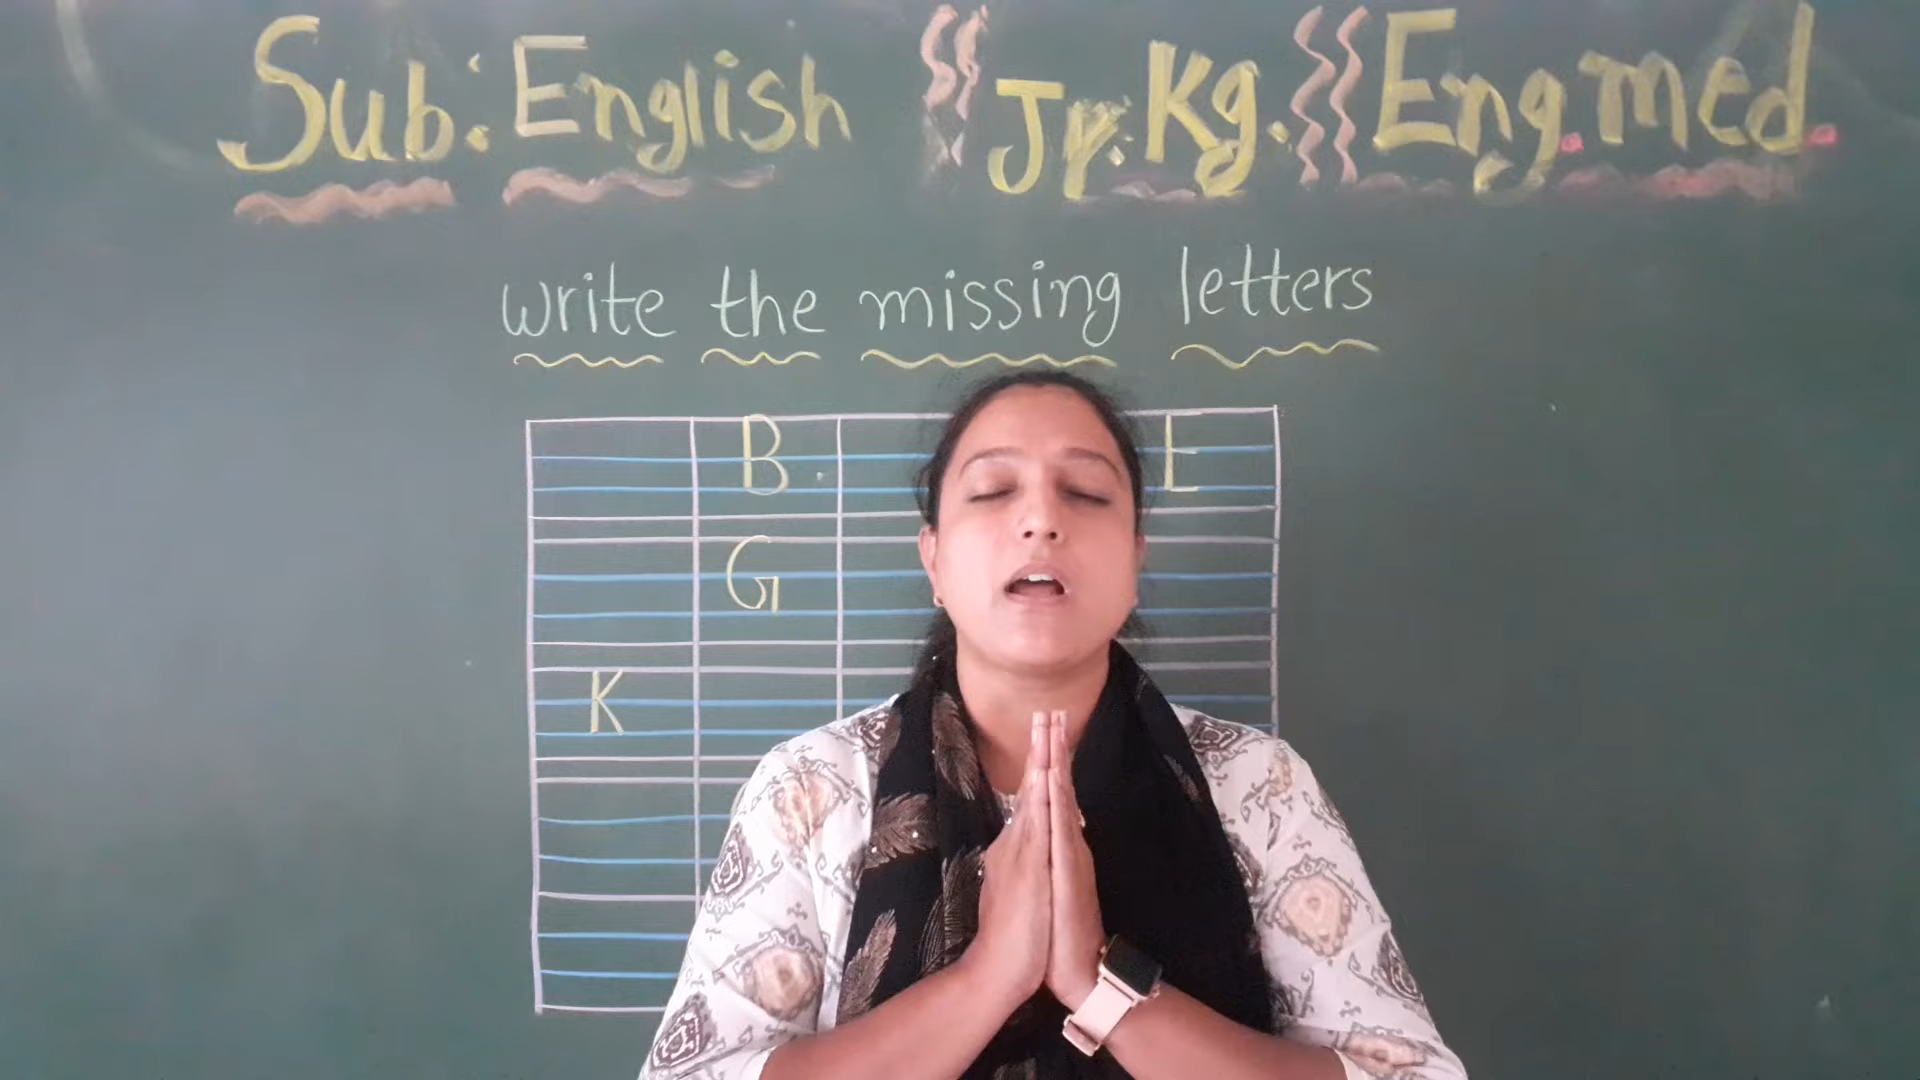 Sub: English Jr. Kg. Eng. med.
write the missing letters
B E
G
K